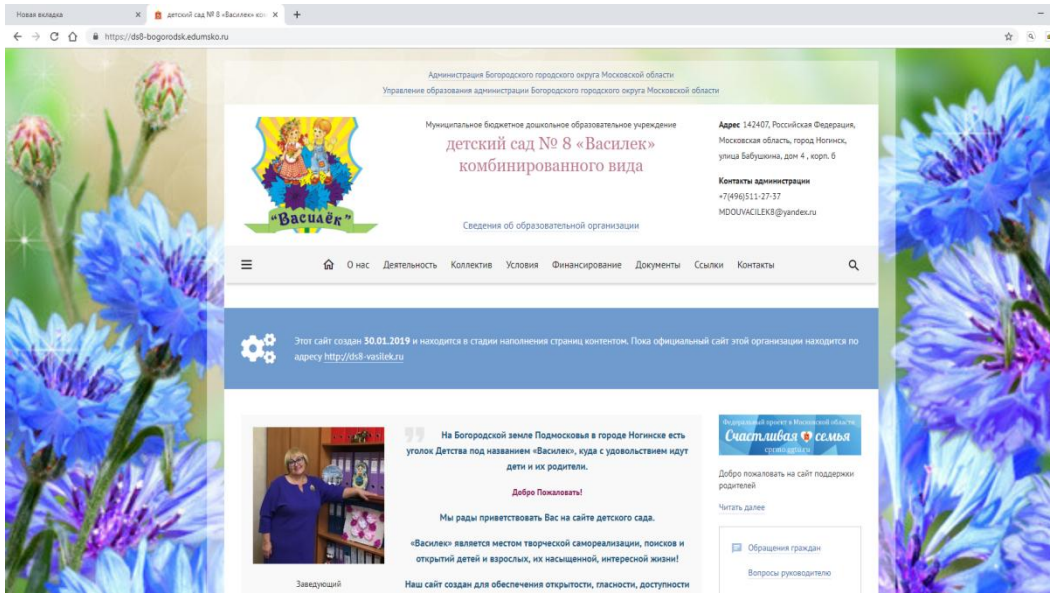 Новая вкладка
детский сад № 8 «Василек» ком
https://ds8-bogorodsk.edumsko.ru
Администрация Богородского городского округа Московской области
Управление образования администрации Богородского городского округа Московской области
"Василёк"
Муниципальное бюджетное дошкольное образовательное учреждение
детский сад № 8 «Василек»
комбинированного вида
Сведения об образовательной организации
Адрес 142407, Российская Федерация,
Московская область, город Ногинск,
улица Бабушкина, дом 4 , корп. б
Контакты администрации
+7(496)511-27-37
MDOUVACILEK8@yandex.ru
О нас Деятельность Коллектив Условия Финансирование Документы Ссылки Контакты
Этот сайт создан 30.01.2019 и находится в стадии наполнения страниц контентом. Пока официальный сайт этой организации находится по
адресу http://ds8-vasilek.ru
Заведующий
На Богородской земле Подмосковья в городе Ногинске есть
уголок Детства под названием «Василек», куда с удовольствием идут
дети и их родители.
Добро Пожаловать!
Мы рады приветствовать Вас на сайте детского сада.
«Василек» является местом творческой самореализации, поисков и
открытий детей и взрослых, их насыщенной, интересной жизни!
Наш сайт создан для обеспечения открытости, гласности, доступности
Федеральный проект в Московской области
Счастливая семья
Добро пожаловать на сайт поддержки
родителей
Читать далее
Обращения граждан
Вопросы руководителю